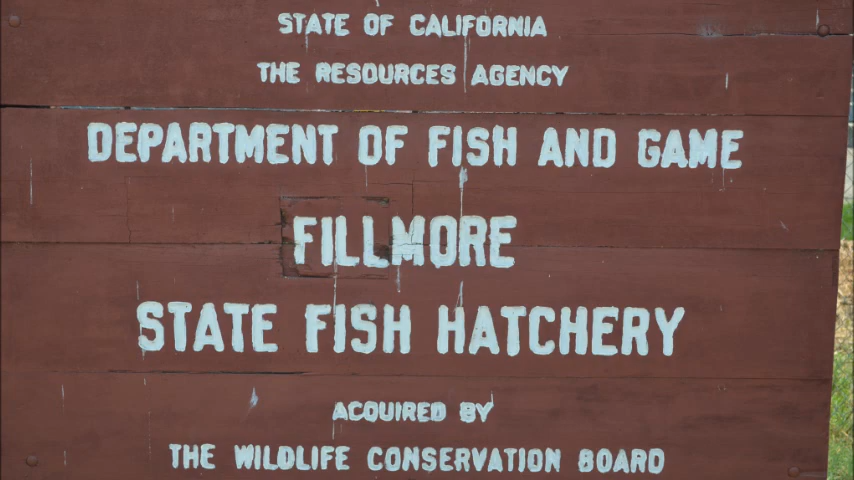 STATE OF CALIFORNIA
THE RESOURCES AGENCY
DEPARTMENT OF FISH AND GAME
FILLMORE
STATE FISH HATCHERY
ACQUIRED BY
THE WILDLIFE CONSERVATION BOARD